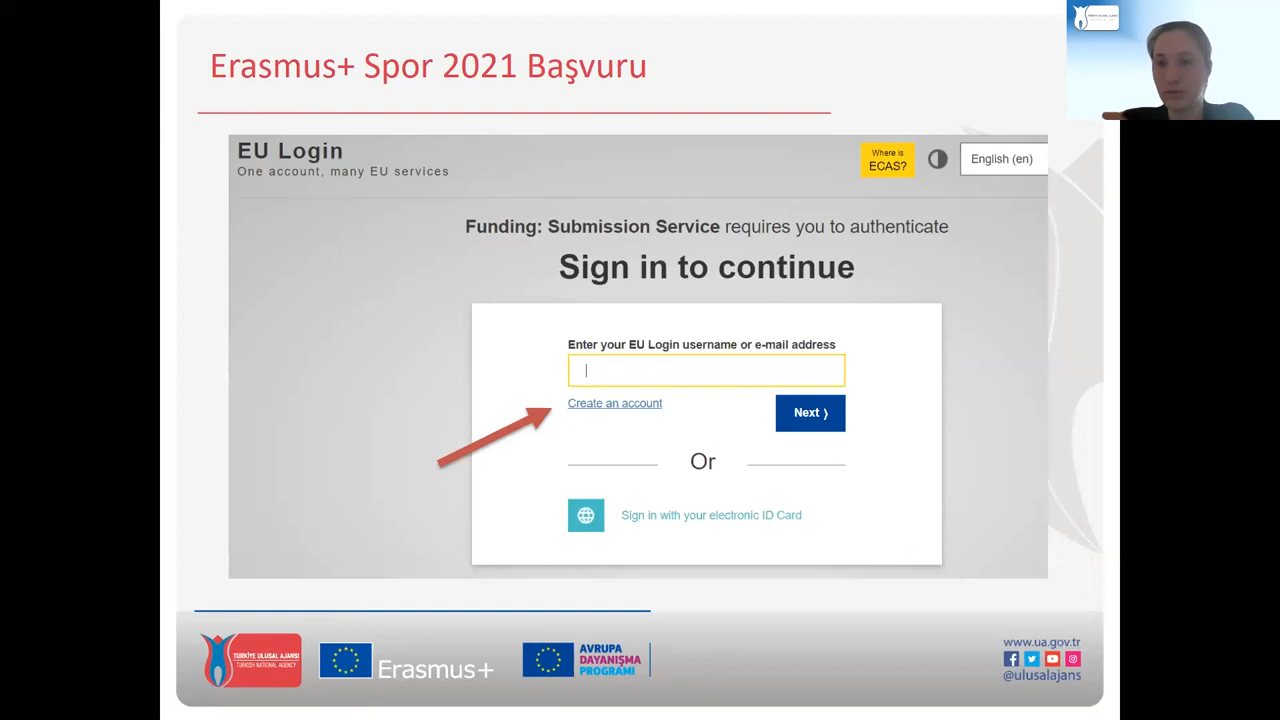 Erasmus+ Spor 2021 Başvuru
EU Login
One account, many EU services
Where is
ECAS?
English (en)
Funding: Submission Service requires you to authenticate
Sign in to continue
Enter your EU Login username or e-mail address
Create an account
Next ⟩
Or
Sign in with your electronic ID Card
TÜRKİYE ULUSAL AJANSI
TURKISH NATIONAL AGENCY
Erasmus+
AVRUPA
DAYANIŞMA
PROGRAMI
www.ua.gov.tr
@ulusalajans